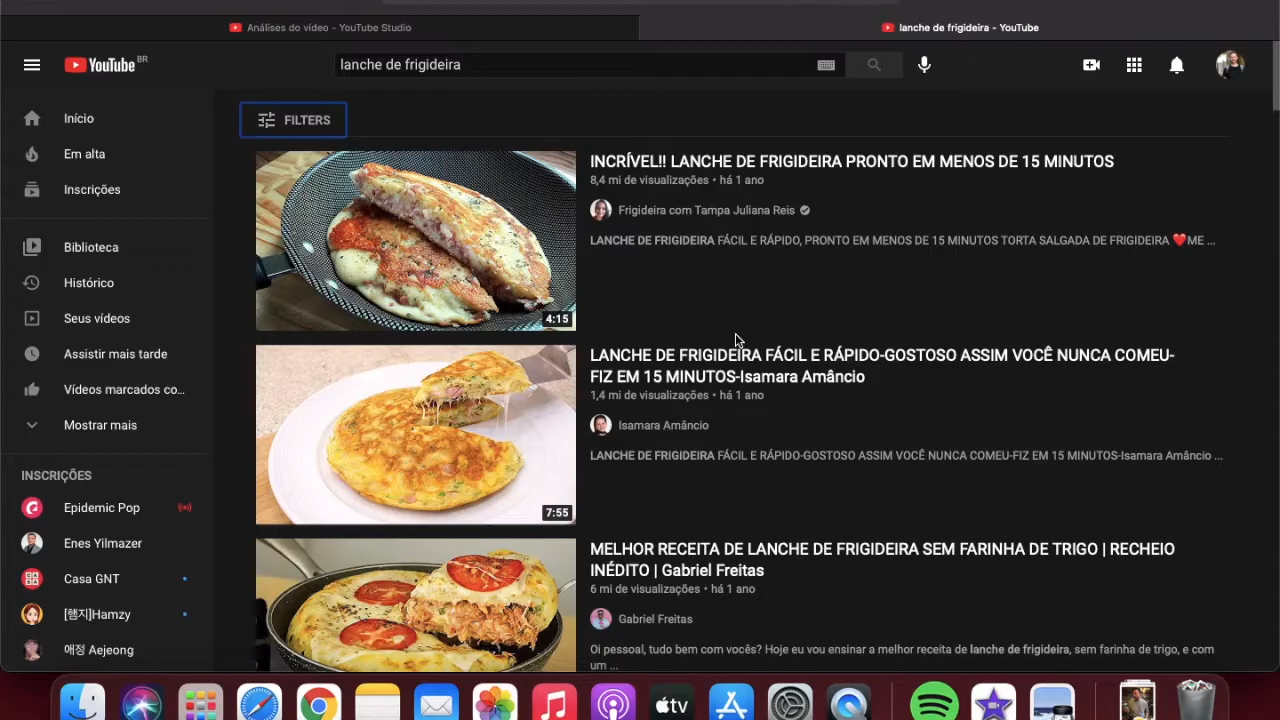 Análises do vídeo - YouTube Studio
lanche de frigideira - YouTube
YouTube BR
lanche de frigideira
Início
Em alta
Inscrições
Biblioteca
Histórico
Seus vídeos
Assistir mais tarde
Vídeos marcados co...
Mostrar mais
INSCRIÇÕES
Epidemic Pop
Enes Yilmazer
Casa GNT
[햄지]Hamzy
애정 Aejeong
FILTERS
4:15
INCRÍVEL!! LANCHE DE FRIGIDEIRA PRONTO EM MENOS DE 15 MINUTOS
8,4 mi de visualizações • há 1 ano
Frigideira com Tampa Juliana Reis
LANCHE DE FRIGIDEIRA FÁCIL E RÁPIDO, PRONTO EM MENOS DE 15 MINUTOS TORTA SALGADA DE FRIGIDEIRA ❤️ME ...
7:55
LANCHE DE FRIGIDEIRA FÁCIL E RÁPIDO-GOSTOSO ASSIM VOCÊ NUNCA COMEU-
FIZ EM 15 MINUTOS-Isamara Amâncio
1,4 mi de visualizações • há 1 ano
Isamara Amâncio
LANCHE DE FRIGIDEIRA FÁCIL E RÁPIDO-GOSTOSO ASSIM VOCÊ NUNCA COMEU-FIZ EM 15 MINUTOS-Isamara Amâncio ...
MELHOR RECEITA DE LANCHE DE FRIGIDEIRA SEM FARINHA DE TRIGO | RECHEIO
INÉDITO | Gabriel Freitas
6 mi de visualizações • há 1 ano
Gabriel Freitas
Oi pessoal, tudo bem com vocês? Hoje eu vou ensinar a melhor receita de lanche de frigideira, sem farinha de trigo, e com
um ...
tv